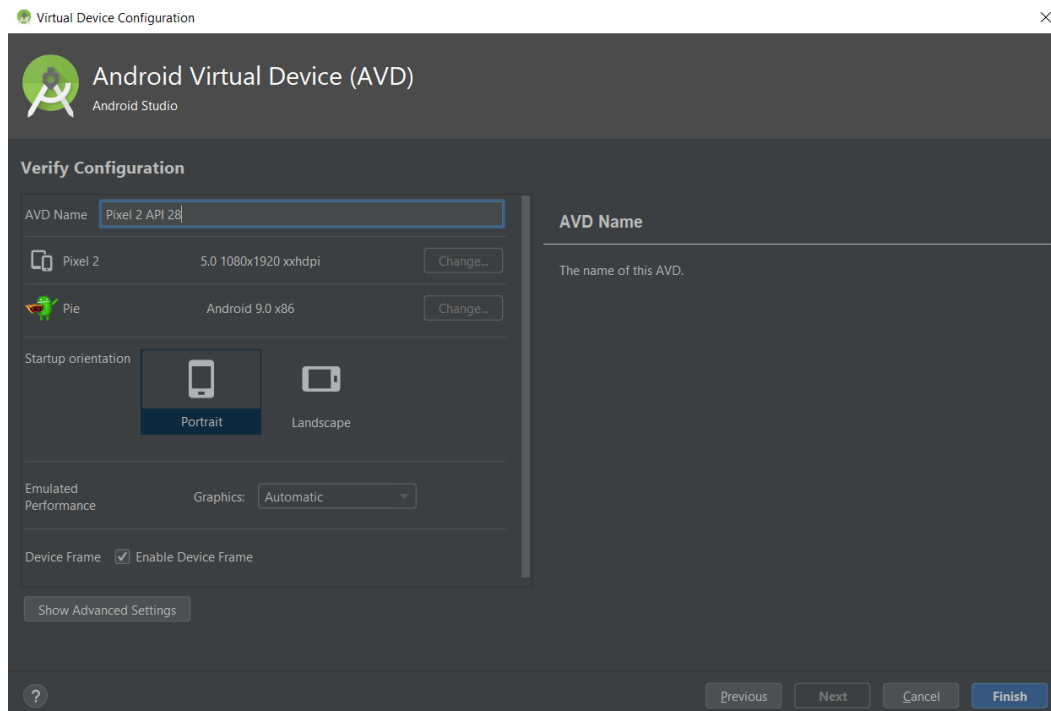 Virtual Device Configuration
Android Virtual Device (AVD)
Android Studio
Verify Configuration
AVD Name Pixel 2 API 28
Pixel 2 5.0 1080x1920 xxhdpi Change...
Pie Android 9.0 x86 Change...
Startup orientation
Portrait Landscape
Emulated
Performance
Graphics: Automatic
Device Frame Enable Device Frame
Show Advanced Settings
AVD Name
The name of this AVD.
? Previous Next Cancel Finish